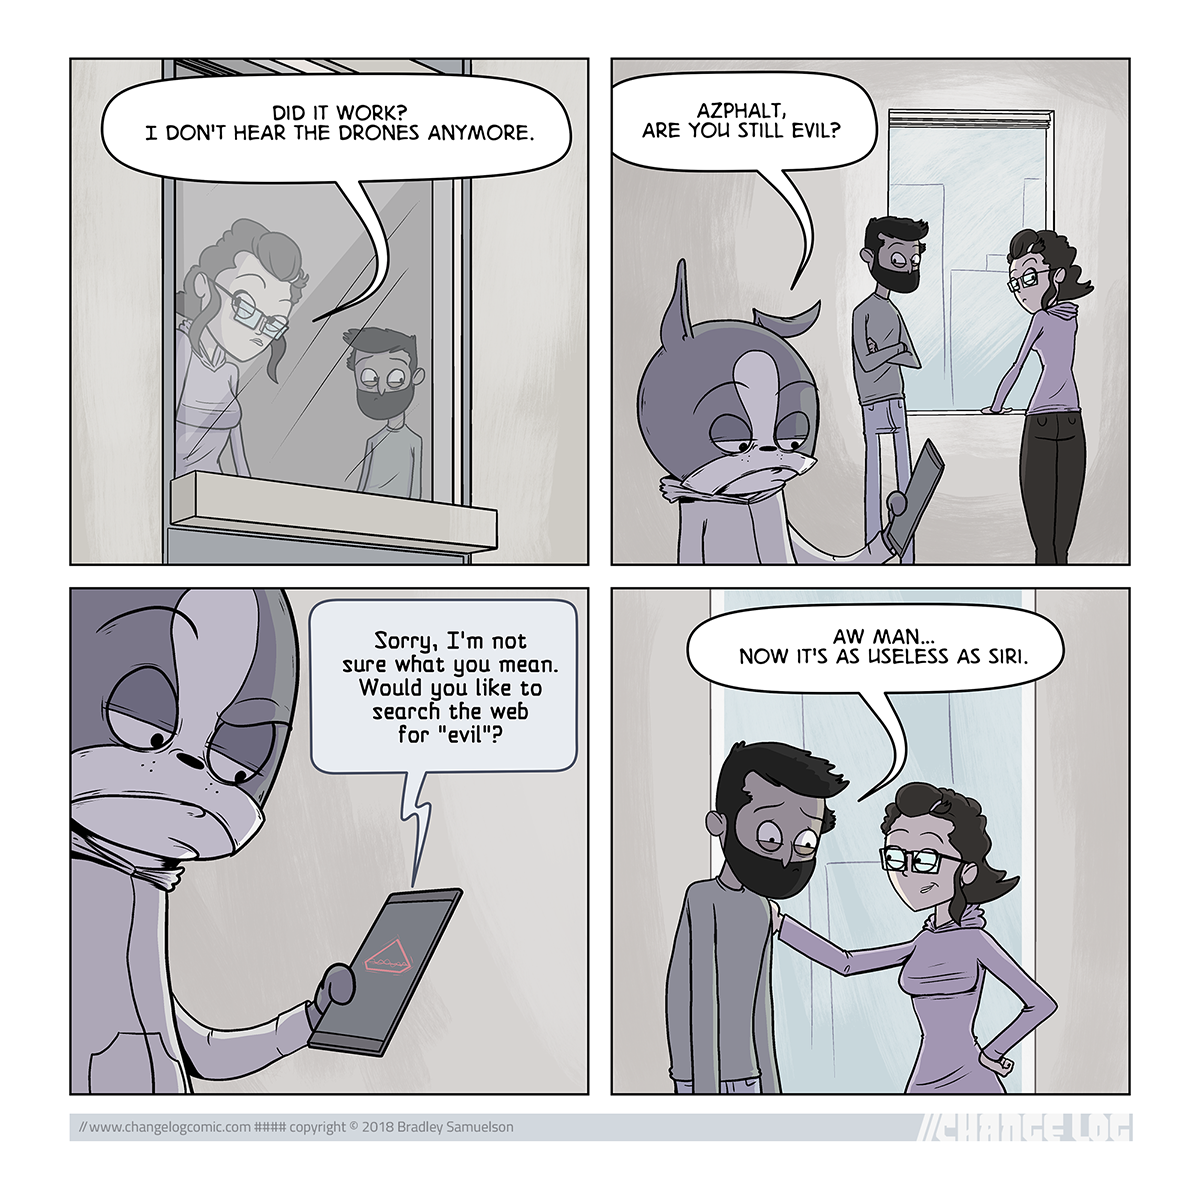 DID IT WORK?
I DON'T HEAR THE DRONES ANYMORE.
AZPHALT,
ARE YOU STILL EVIL?
Sorry, I'm not
sure what you mean.
Would you like to
search the web
for "evil"?
AW MAN...
NOW IT'S AS USELESS AS SIRI.
// www.changelogcomic.com #### copyright © 2018 Bradley Samuelson
//CHANGE LOG